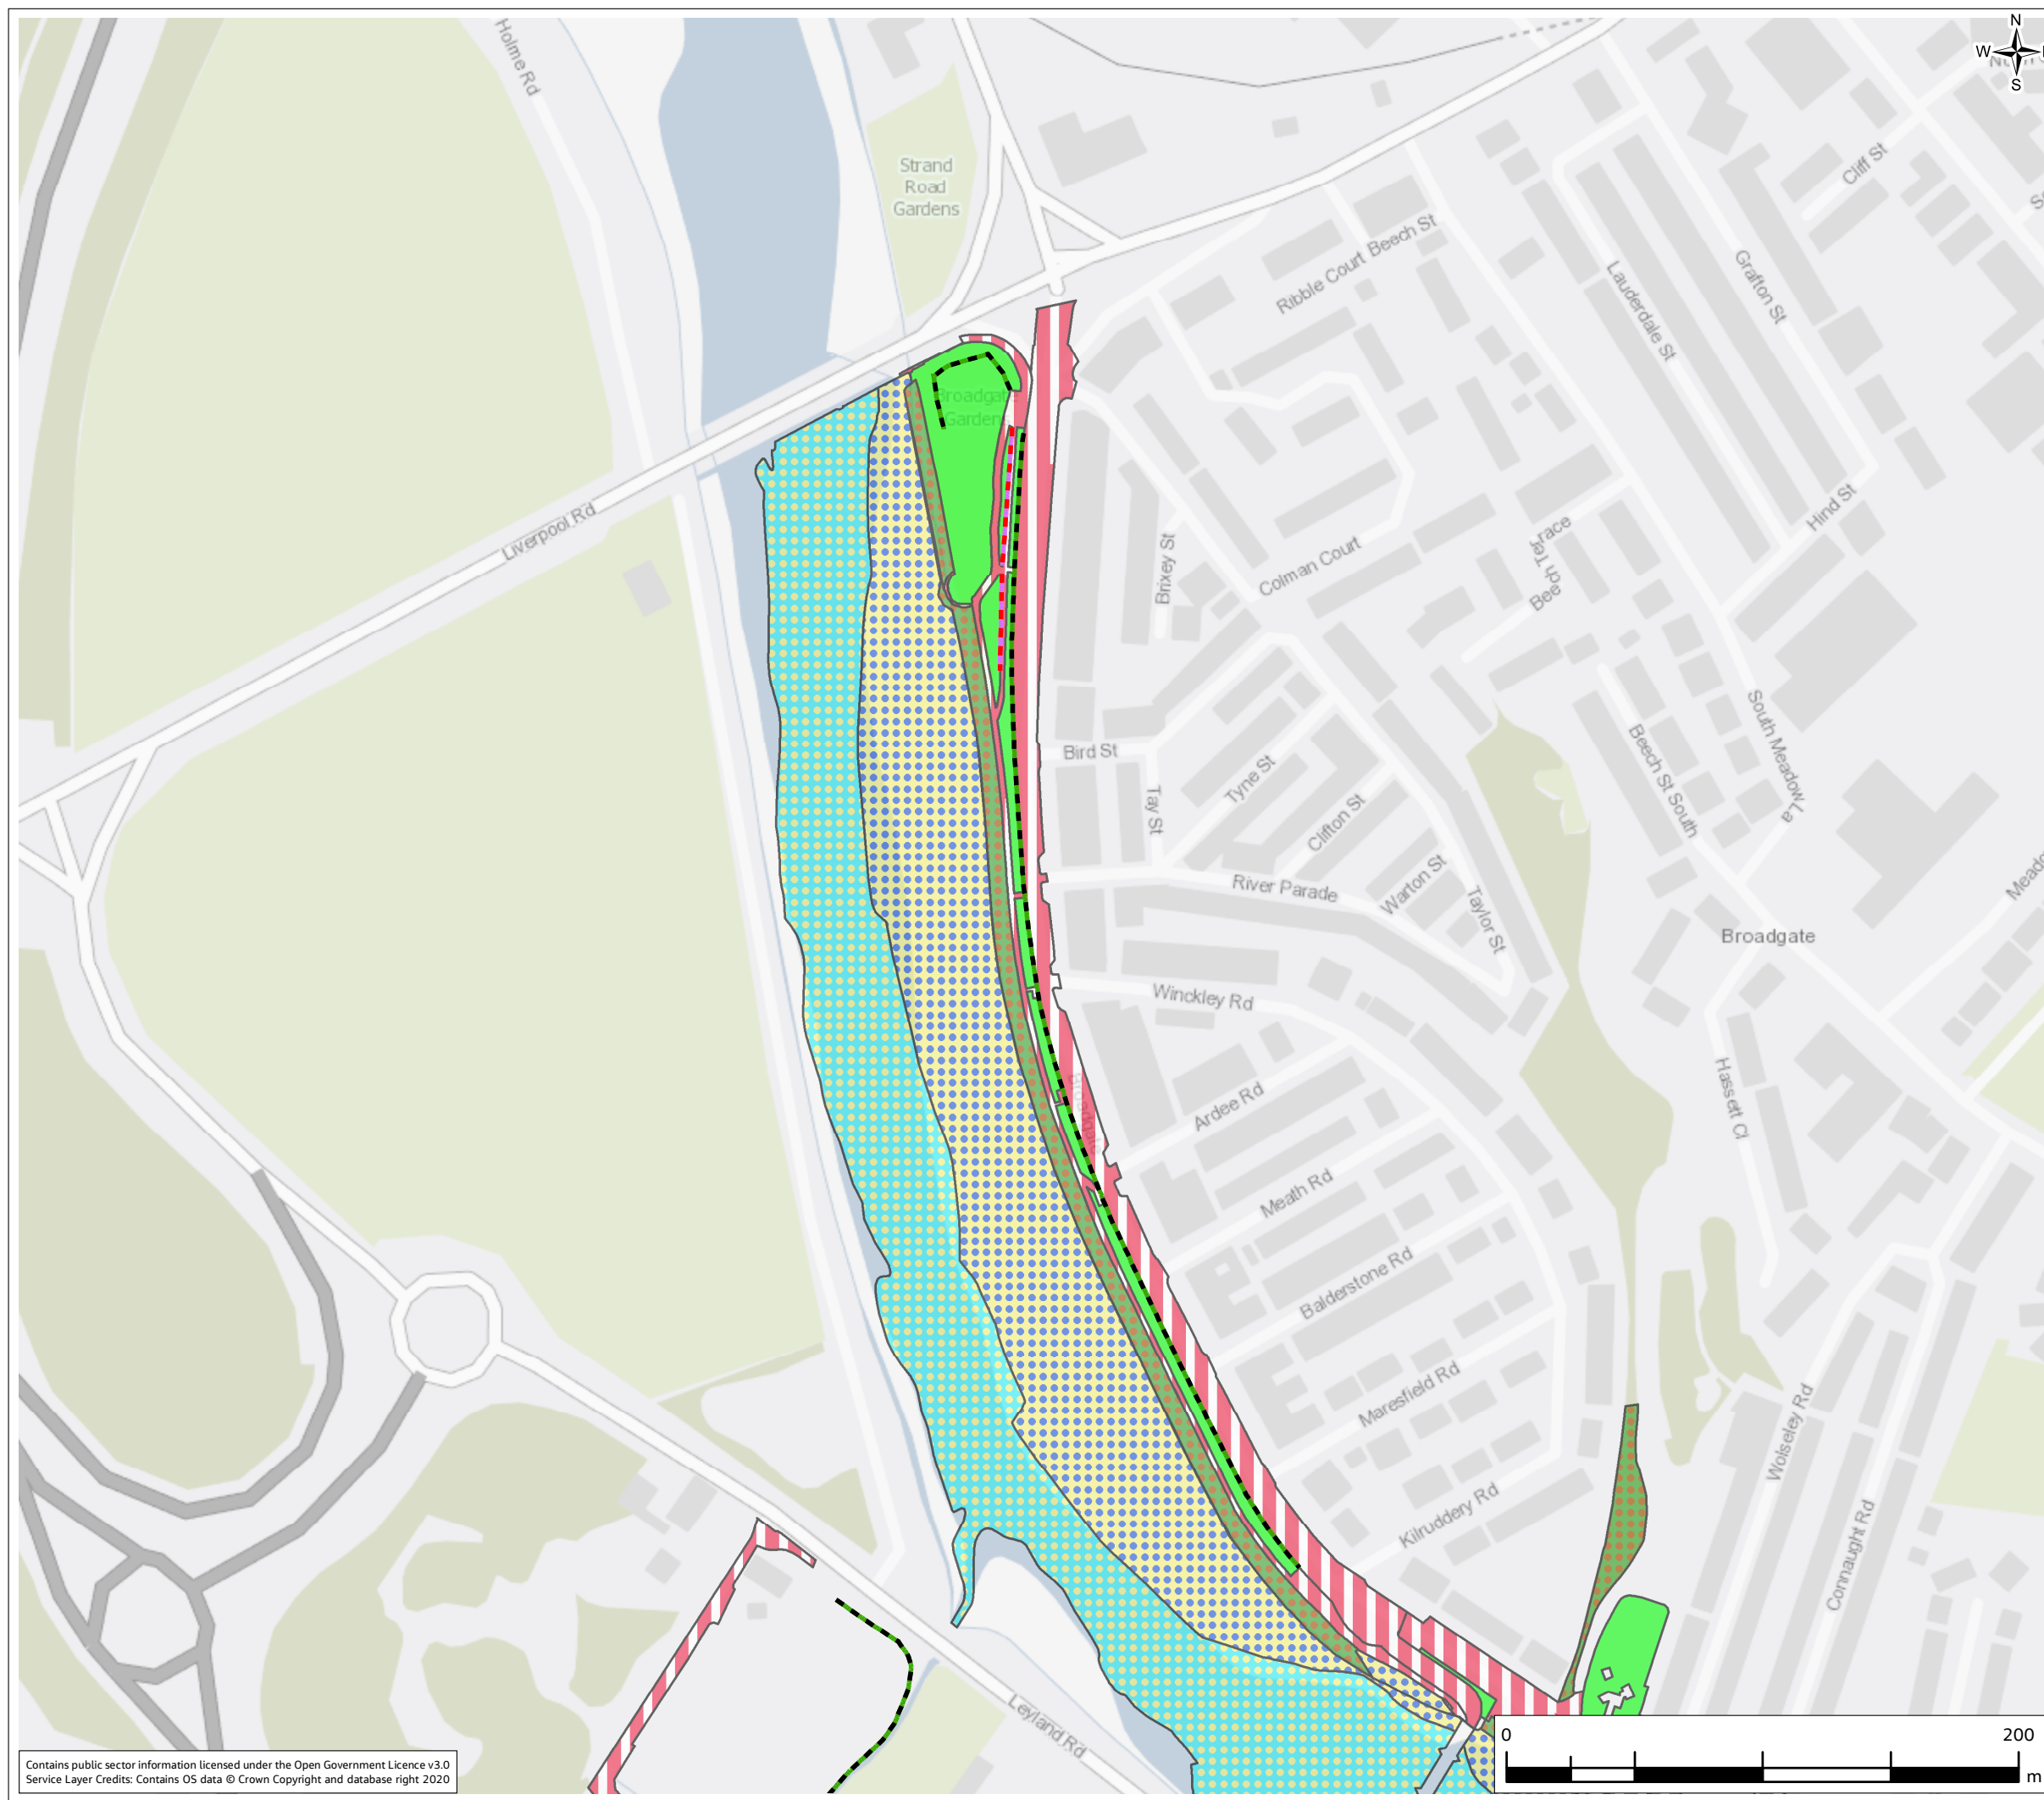 Holme Rd
N
W
S
Strand
Road
Gardens
Cliff St
Ribble Court
Beech St
Grafton St
Lauderdale St
Broadgate
Gardens
Liverpool Rd
Hind St
Brixey St
Colman Court
Bird St
Tyne St
Tay St
Clifton St
South Meadow La
Beech St South
River Parade
Warton St
Taylor St
Broadgate
Winckley Rd
Hassett Cl
Broadgate
Ardee Rd
Meath Rd
Balderstone Rd
Maresfield Rd
Wolseley Rd
Kilruddery Rd
Connaught Rd
Leyland Rd
0
200
m
Contains public sector information licensed under the Open Government Licence v3.0
Service Layer Credits: Contains OS data © Crown Copyright and database right 2020